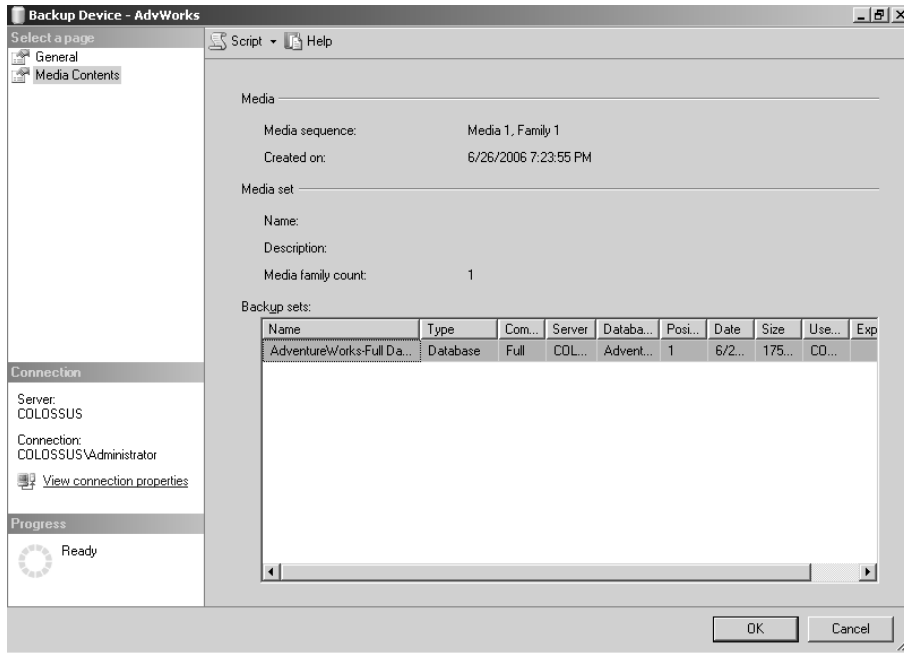 Backup Device - AdvWorks
Select a page
General
Media Contents
Script Help
Media
Media sequence: Media 1, Family 1
Created on: 6/26/2006 7:23:55 PM
Media set
Name:
Description:
Media family count: 1
Backup sets:
Name Type Com... Server Databa... Posi... Date Size Use... Exp
AdventureWorks-Full Da... Database Full COL... Advent... 1 6/2... 175... CO...
Connection
Server:
COLOSSUS
Connection:
COLOSSUS\Administrator
View connection properties
Progress
Ready
OK Cancel